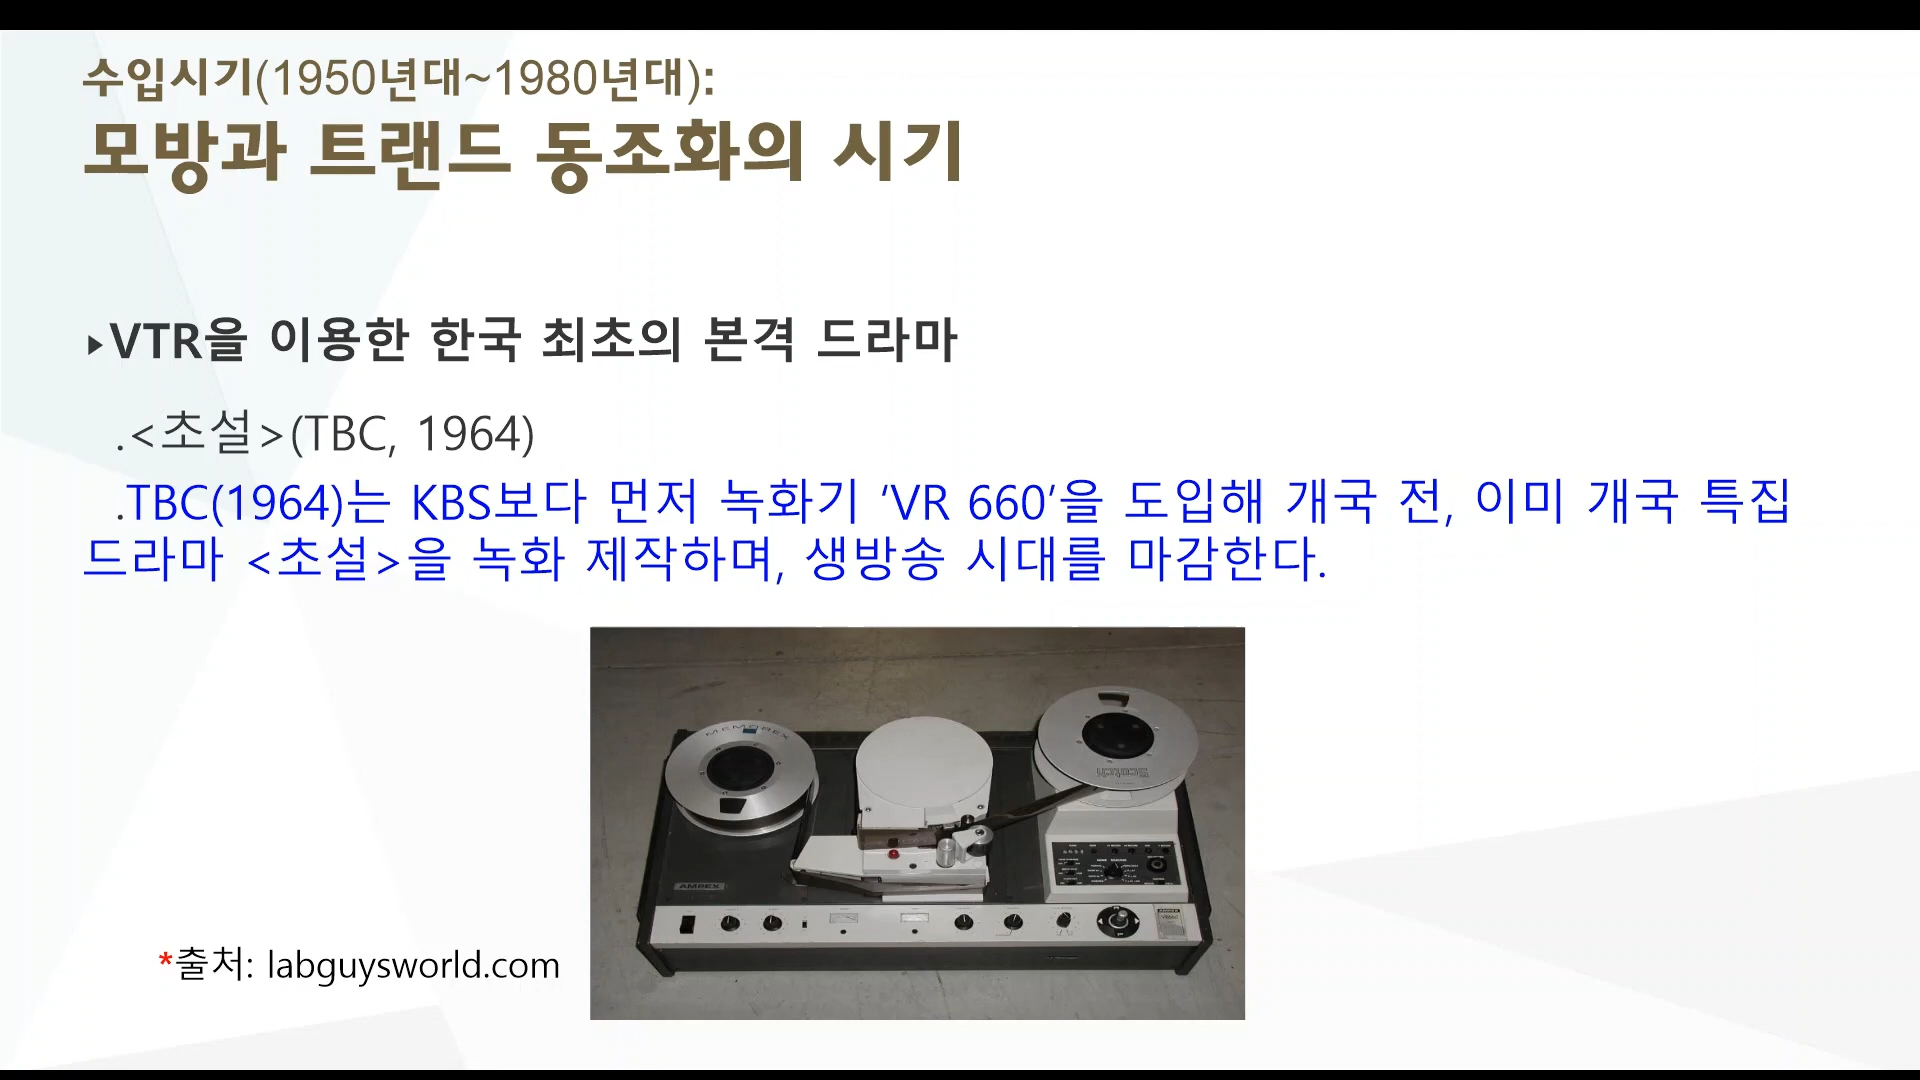 수입시기(1950년대~1980년대):
모방과 트랜드 동조화의 시기
▸VTR을 이용한 한국 최초의 본격 드라마
.<초설>(TBC, 1964)
.TBC(1964)는 KBS보다 먼저 녹화기 ‘VR 660’을 도입해 개국 전, 이미 개국 특집
드라마 <초설>을 녹화 제작하며, 생방송 시대를 마감한다.
MEMOREX
Scotch
AMPEX
*출처: labguysworld.com